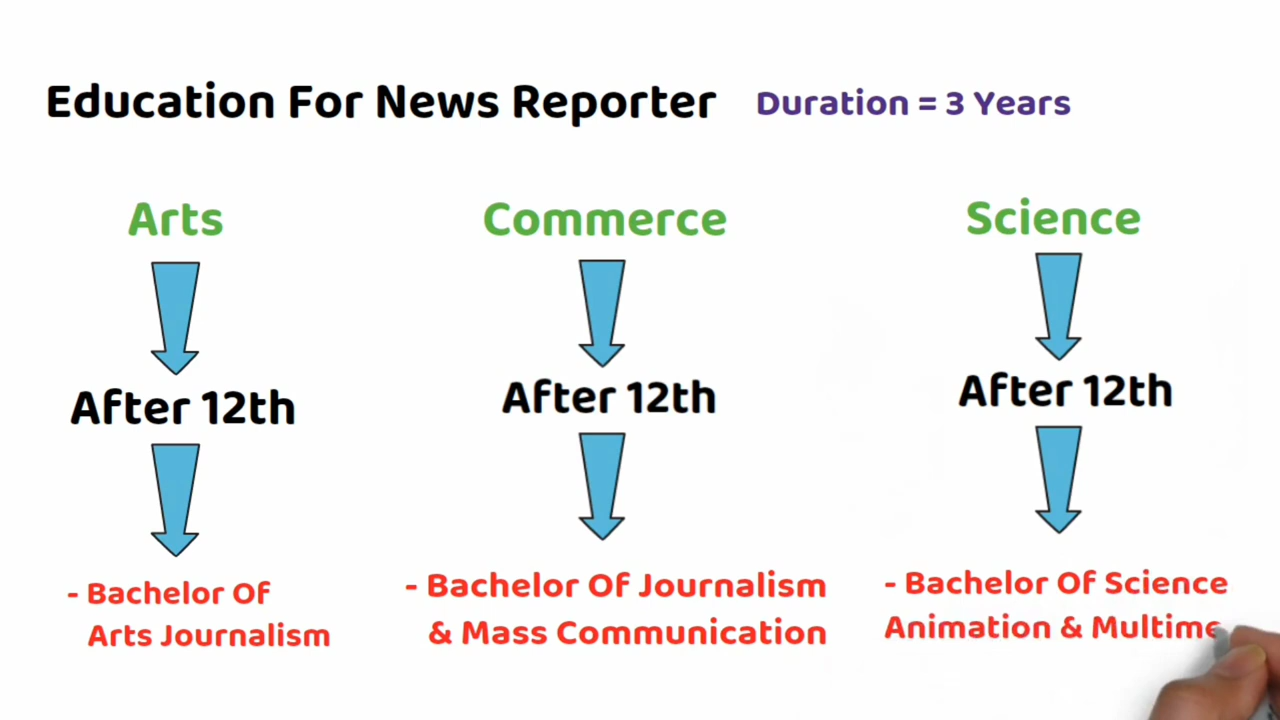 Education For News Reporter Duration = 3 Years
Arts
Commerce
Science
After 12th
After 12th
After 12th
- Bachelor Of
Arts Journalism
- Bachelor Of Journalism
& Mass Communication
- Bachelor Of Science
Animation &